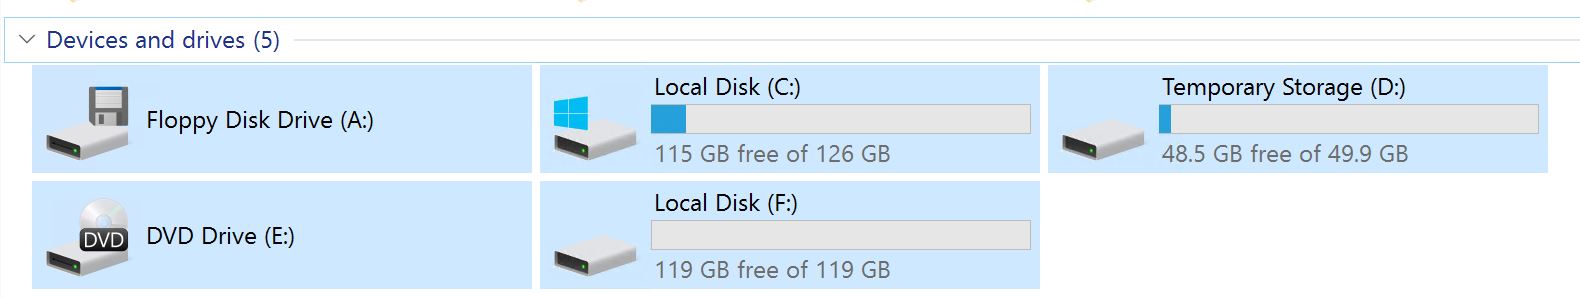 Devices and drives (5)
Floppy Disk Drive (A:)
Local Disk (C:)
115 GB free of 126 GB
Temporary Storage (D:)
48.5 GB free of 49.9 GB
DVD
DVD Drive (E:)
Local Disk (F:)
119 GB free of 119 GB